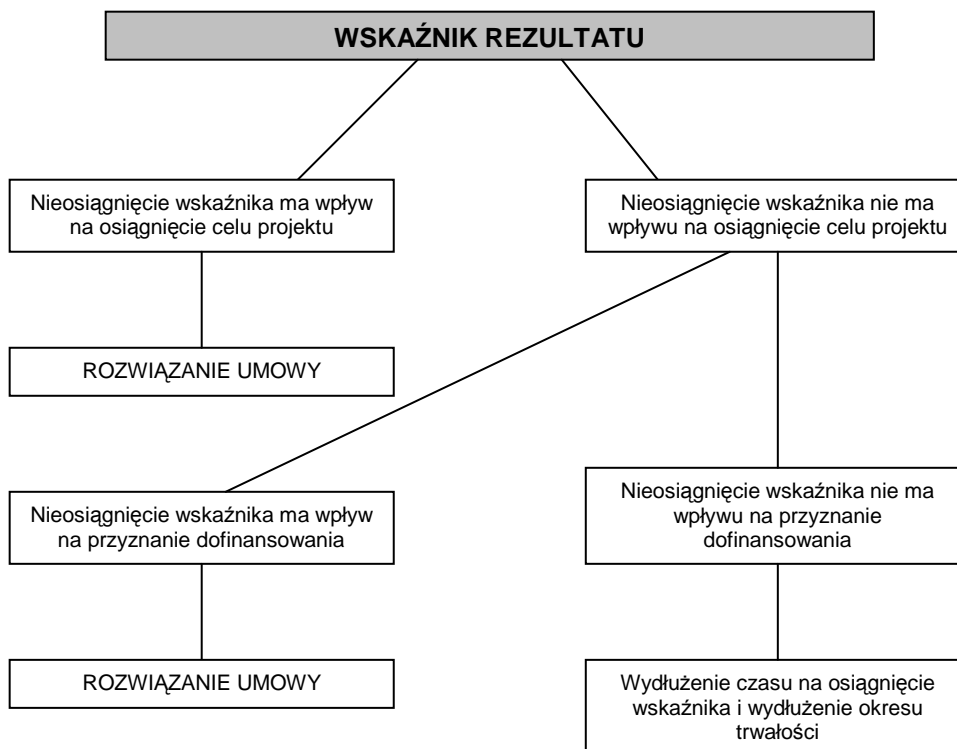 WSKAŹNIK REZULTATU
Nieosiągnięcie wskaźnika ma wpływ
na osiągnięcie celu projektu
Nieosiągnięcie wskaźnika nie ma
wpływu na osiągnięcie celu projektu
ROZWIĄZANIE UMOWY
Nieosiągnięcie wskaźnika ma wpływ
na przyznanie dofinansowania
Nieosiągnięcie wskaźnika nie ma
wpływu na przyznanie
dofinansowania
ROZWIĄZANIE UMOWY
Wydłużenie czasu na osiągnięcie
wskaźnika i wydłużenie okresu
trwałości